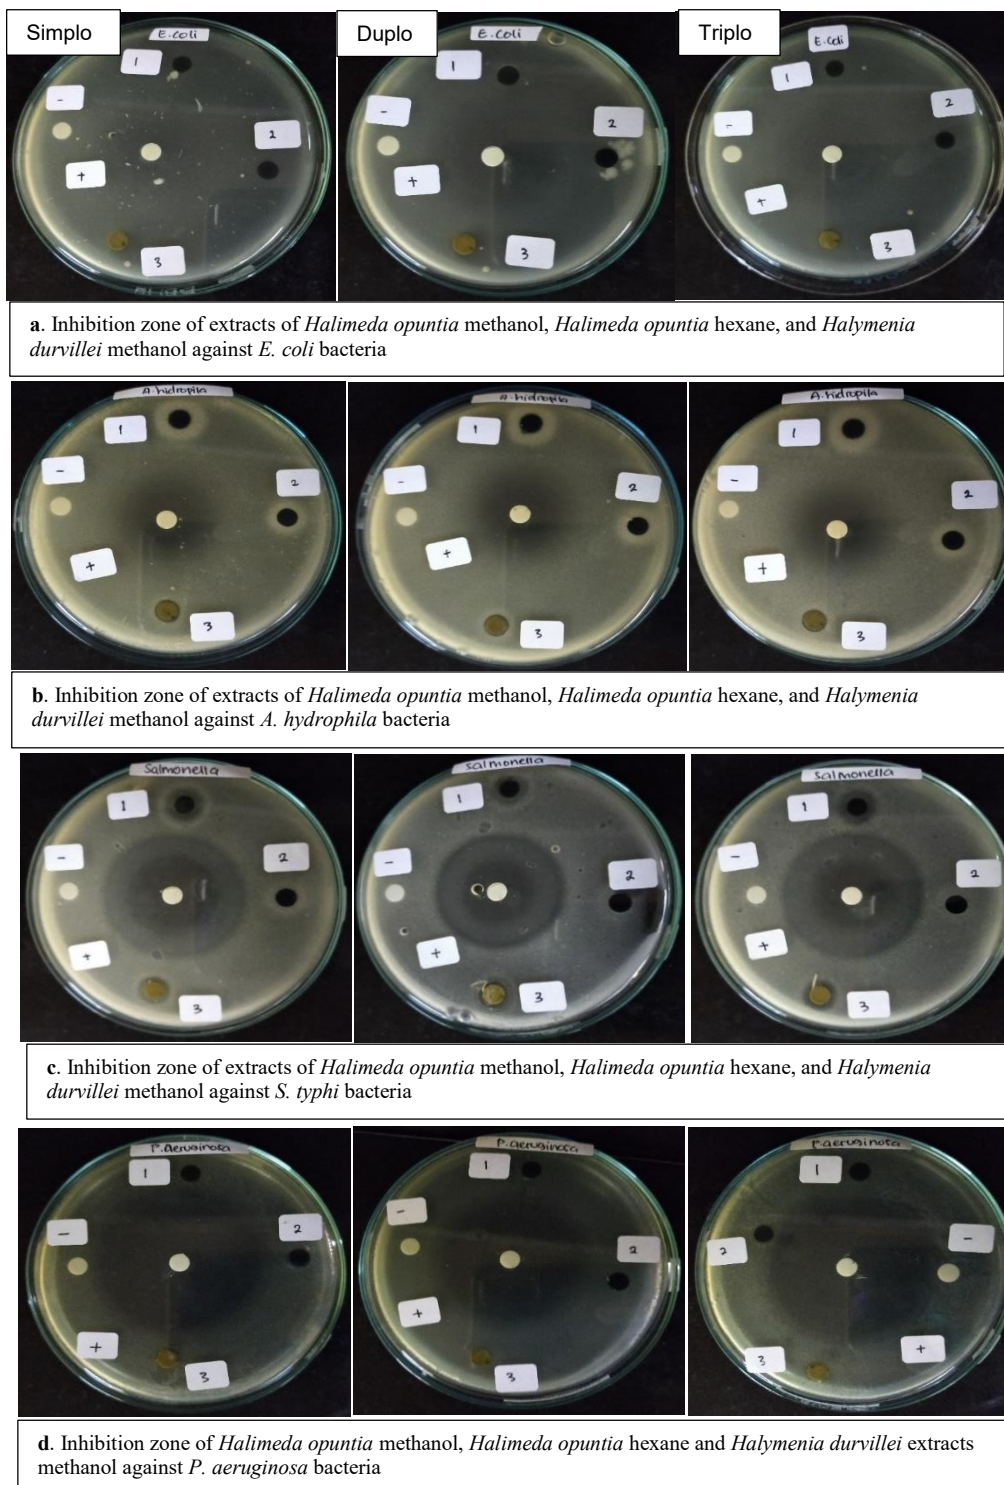 Simplo
Duplo
Triplo
E.coli
1
-
2
+
3
E.coli
1
-
2
+
3
E.coli
1
-
2
+
3
a. Inhibition zone of extracts of Halimeda opuntia methanol, Halimeda opuntia hexane, and Halymenia
durvillei methanol against E. coli bacteria
A.hidropila
1
-
2
+
3
A.hidropila
1
-
2
+
3
A.hidropila
1
-
2
+
3
b. Inhibition zone of extracts of Halimeda opuntia methanol, Halimeda opuntia hexane, and Halymenia
durvillei methanol against A. hydrophila bacteria
Salmonella
1
-
2
+
3
Salmonella
1
-
2
+
3
Salmonella
1
-
2
+
3
c. Inhibition zone of extracts of Halimeda opuntia methanol, Halimeda opuntia hexane, and Halymenia
durvillei methanol against S. typhi bacteria
P.Aeruginosa
1
-
2
+
3
P.aeruginosa
1
-
2
+
3
P.aeruginosa
1
-
2
+
3
d. Inhibition zone of Halimeda opuntia methanol, Halimeda opuntia hexane and Halymenia durvillei extracts
methanol against P. aeruginosa bacteria